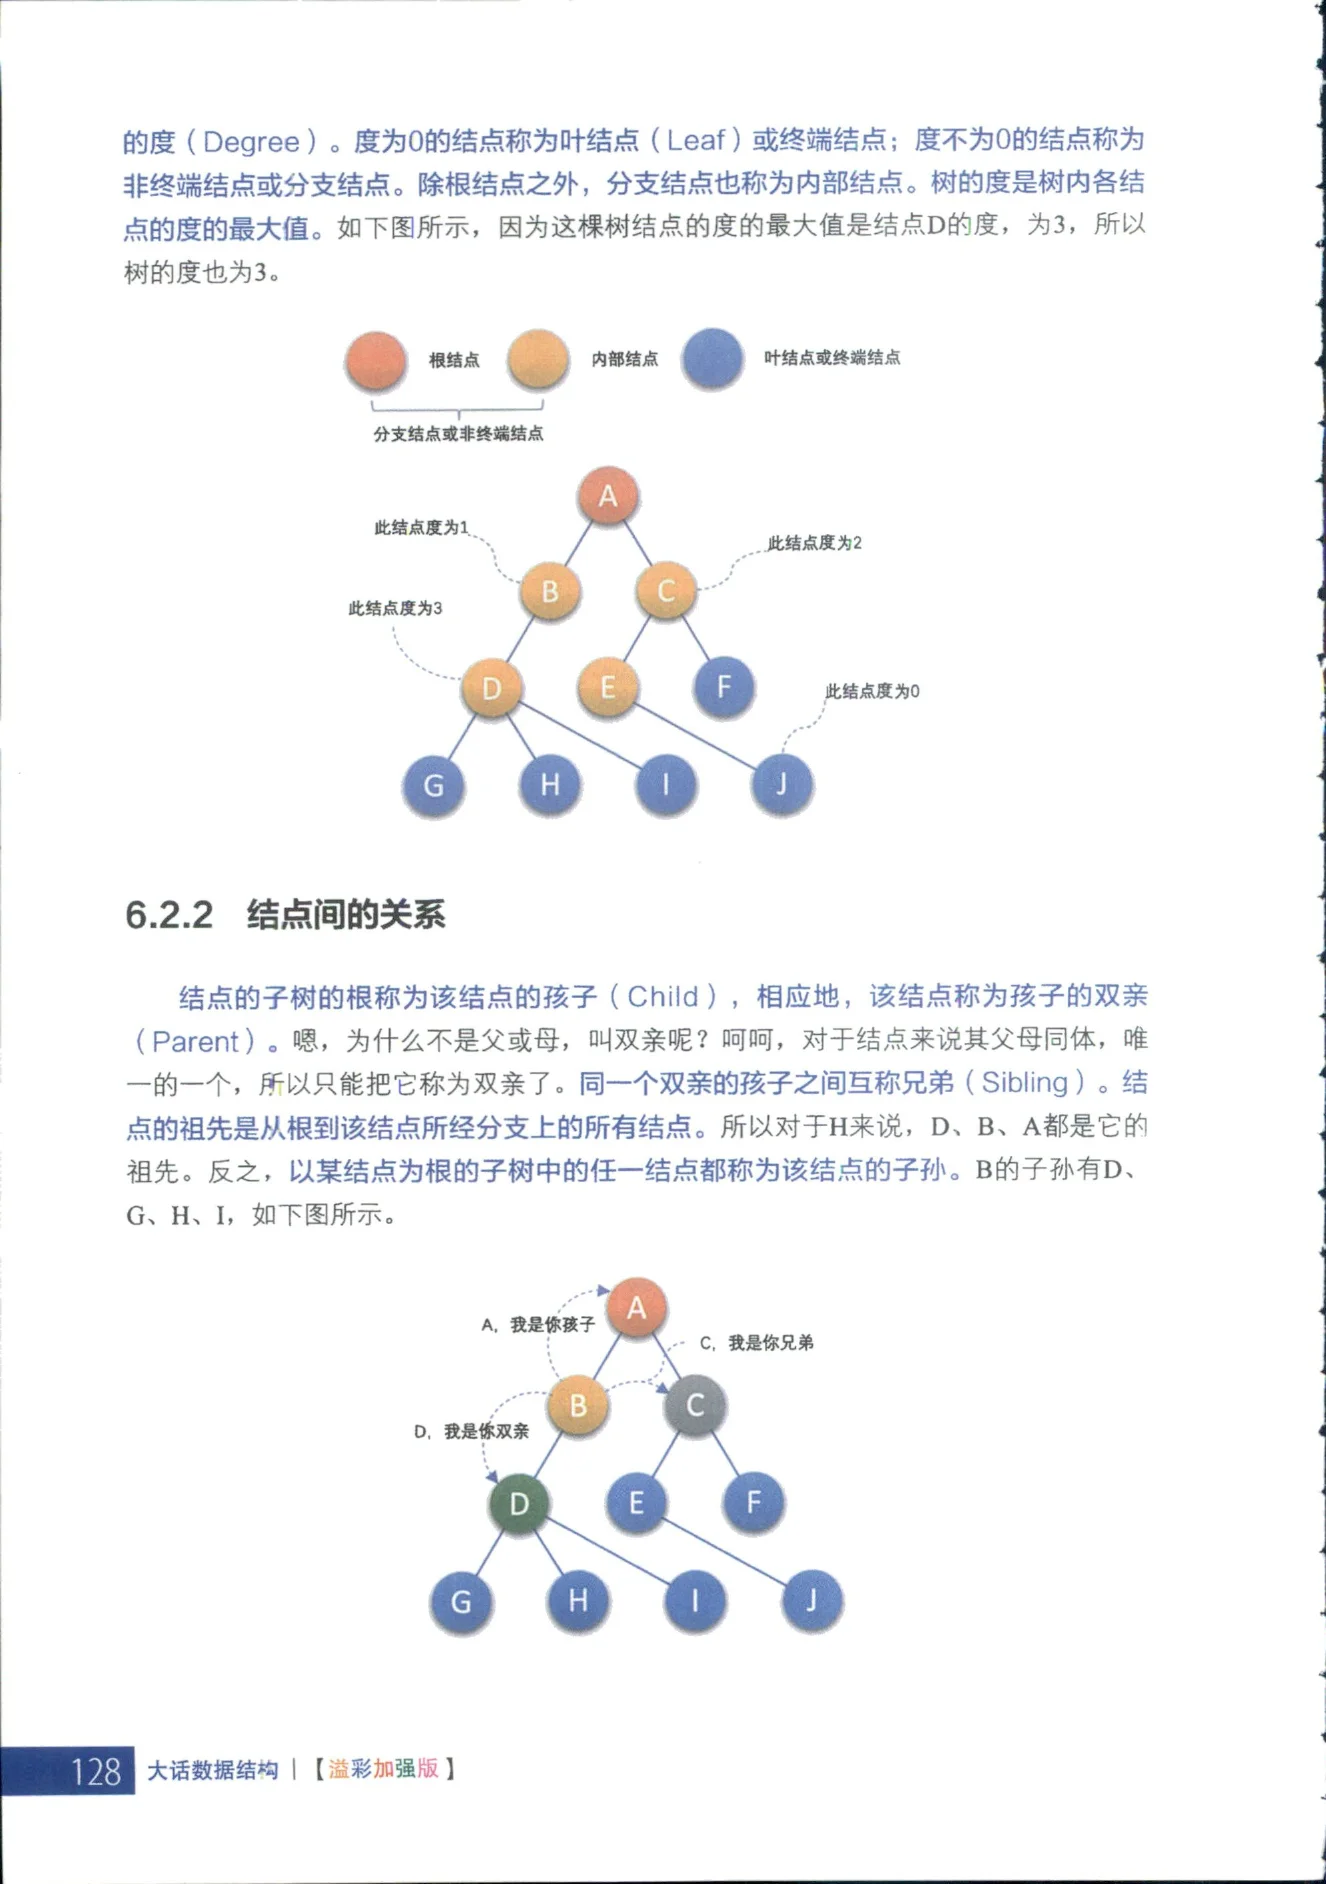 的度（Degree）。度为0的结点称为叶结点（Leaf）或终端结点；度不为0的结点称为
非终端结点或分支结点。除根结点之外，分支结点也称为内部结点。树的度是树内各结
点的度的最大值。如下图所示，因为这棵树结点的度的最大值是结点D的度，为3，所以
树的度也为3。
根结点 内部结点 叶结点或终端结点
分支结点或非终端结点
A
此结点度为1
此结点度为2
B C
此结点度为3
D E F
此结点度为0
G H I J
6.2.2 结点间的关系
结点的子树的根称为该结点的孩子（Child），相应地，该结点称为孩子的双亲
（Parent）。嗯，为什么不是父或母，叫双亲呢？呵呵，对于结点来说其父母同体，唯
一的一个，所以只能把它称为双亲了。同一个双亲的孩子之间互称兄弟（Sibling）。结
点的祖先是从根到该结点所经分支上的所有结点。所以对于H来说，D、B、A都是它的
祖先。反之，以某结点为根的子树中的任一结点都称为该结点的子孙。B的子孙有D、
G、H、I，如下图所示。
A
A，我是你孩子
C，我是你兄弟
B C
D，我是你双亲
D E F
G H I J
128 大话数据结构 | 【溢彩加强版】